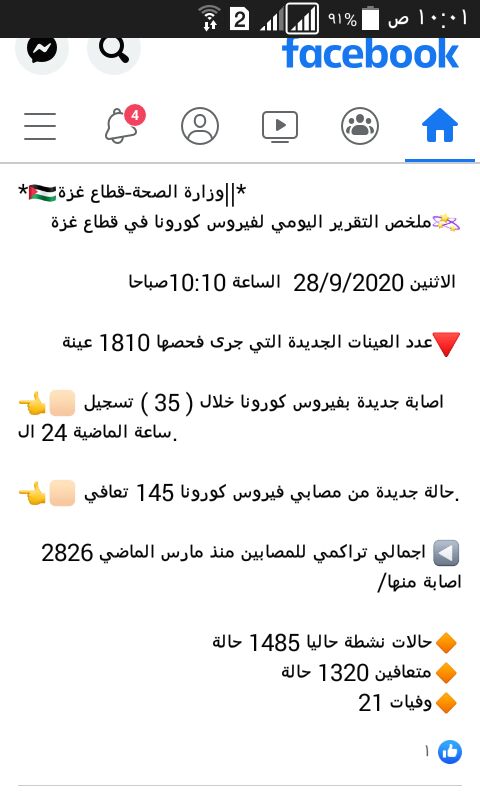 ١٠:٠١ ص ٩١% 2
facebook
4
*||وزارة الصحة-قطاع غزة🇵🇸*
💫ملخص التقرير اليومي لفيروس كورونا في قطاع غزة
الاثنين 28/9/2020 الساعة 10:10صباحا
🔻عدد العينات الجديدة التي جرى فحصها 1810 عينة
👈🏻 تسجيل ( 35 ) اصابة جديدة بفيروس كورونا خلال
ال 24 ساعة الماضية.
👈🏻 تعافي 145 حالة جديدة من مصابي فيروس كورونا.
◀️ اجمالي تراكمي للمصابين منذ مارس الماضي 2826
اصابة منها/
🔸حالات نشطة حاليا 1485 حالة
🔸متعافين 1320 حالة
🔸وفيات 21
١